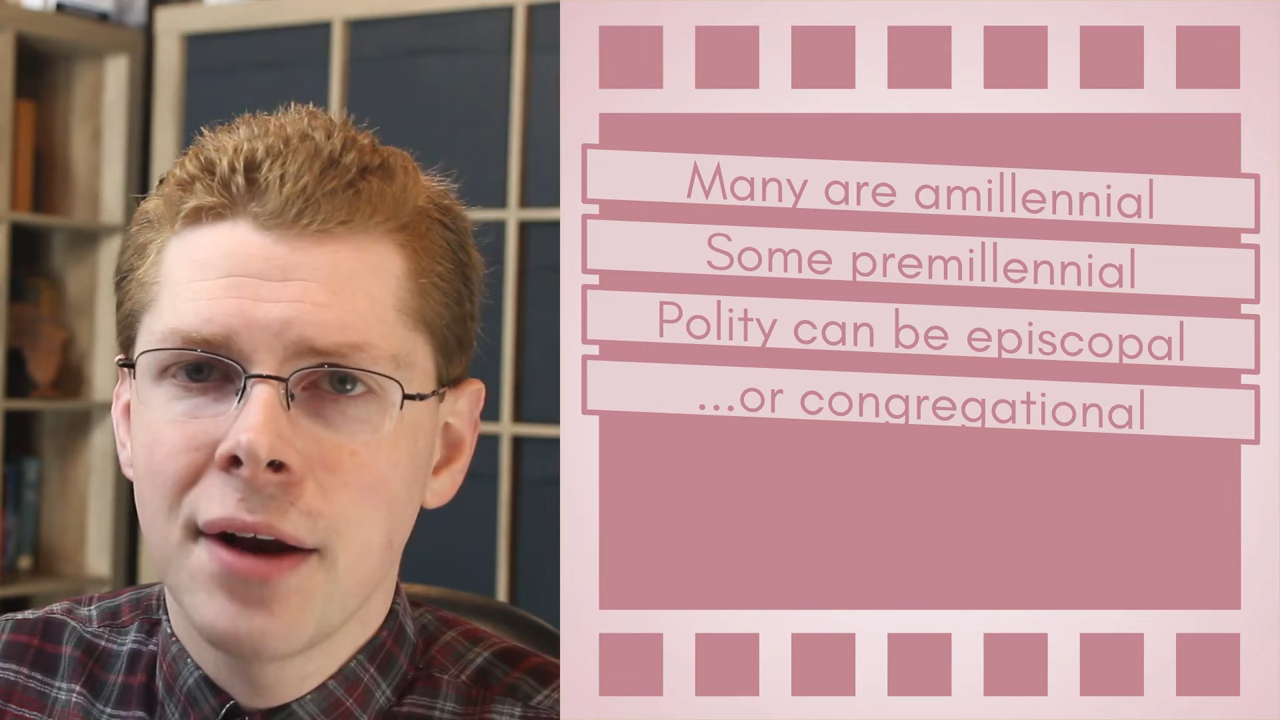 Many are amillennial
Some premillennial
Polity can be episcopal
...or congregational